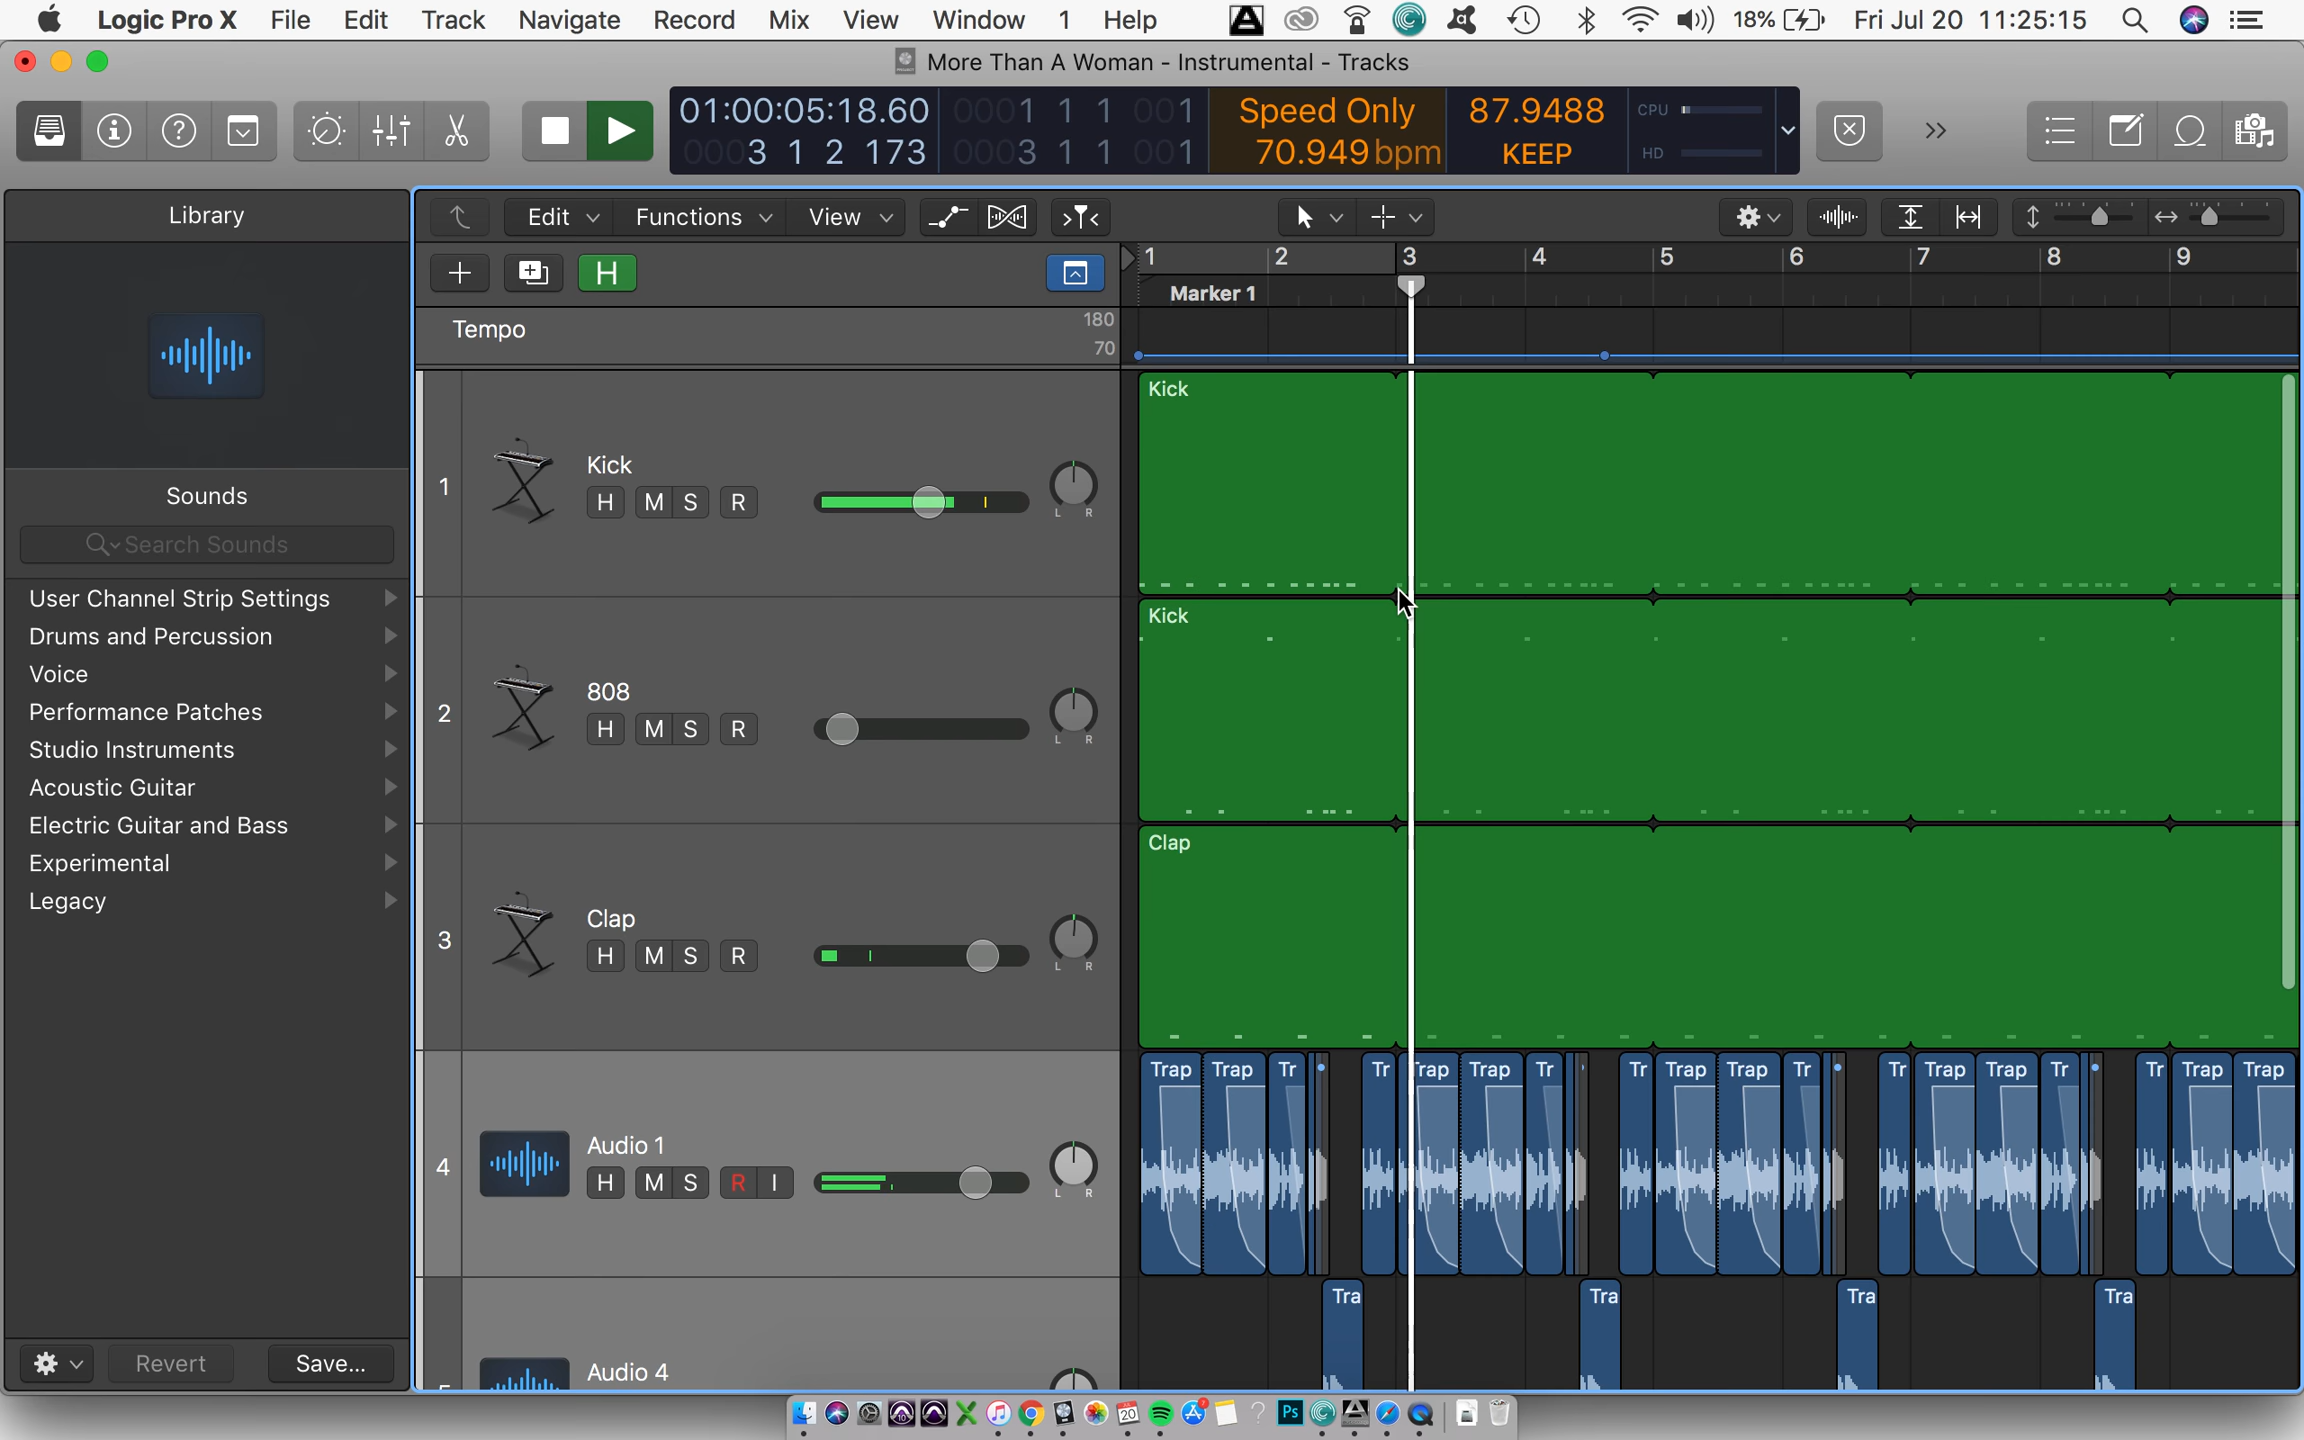 Logic Pro X File Edit Track Navigate Record Mix View Window 1 Help 18% Fri Jul 20 11:25:15
More Than A Woman - Instrumental - Tracks
01:00:05:18.60 0001 1 1 001 Speed Only 87.9488 CPU
0003 1 2 173 0003 1 1 001 70.949 bpm KEEP HD
Library
Edit Functions View
H
1 2 3 4 5 6 7 8 9
Marker 1
Tempo 180
70
Sounds
Search Sounds
User Channel Strip Settings
Drums and Percussion
Voice
Performance Patches
Studio Instruments
Acoustic Guitar
Electric Guitar and Bass
Experimental
Legacy
Revert Save...
1 Kick
H M S R L R
Kick
2 808
H M S R L R
Kick
3 Clap
H M S R L R
Clap
4 Audio 1
H M S R I L R
Trap Trap Tr Tr Trap Trap Tr Tr Trap Trap Tr Tr Trap Trap Tr Tr Trap Trap
Audio 4
Tra Tra Tra Tra
10 20 Ps